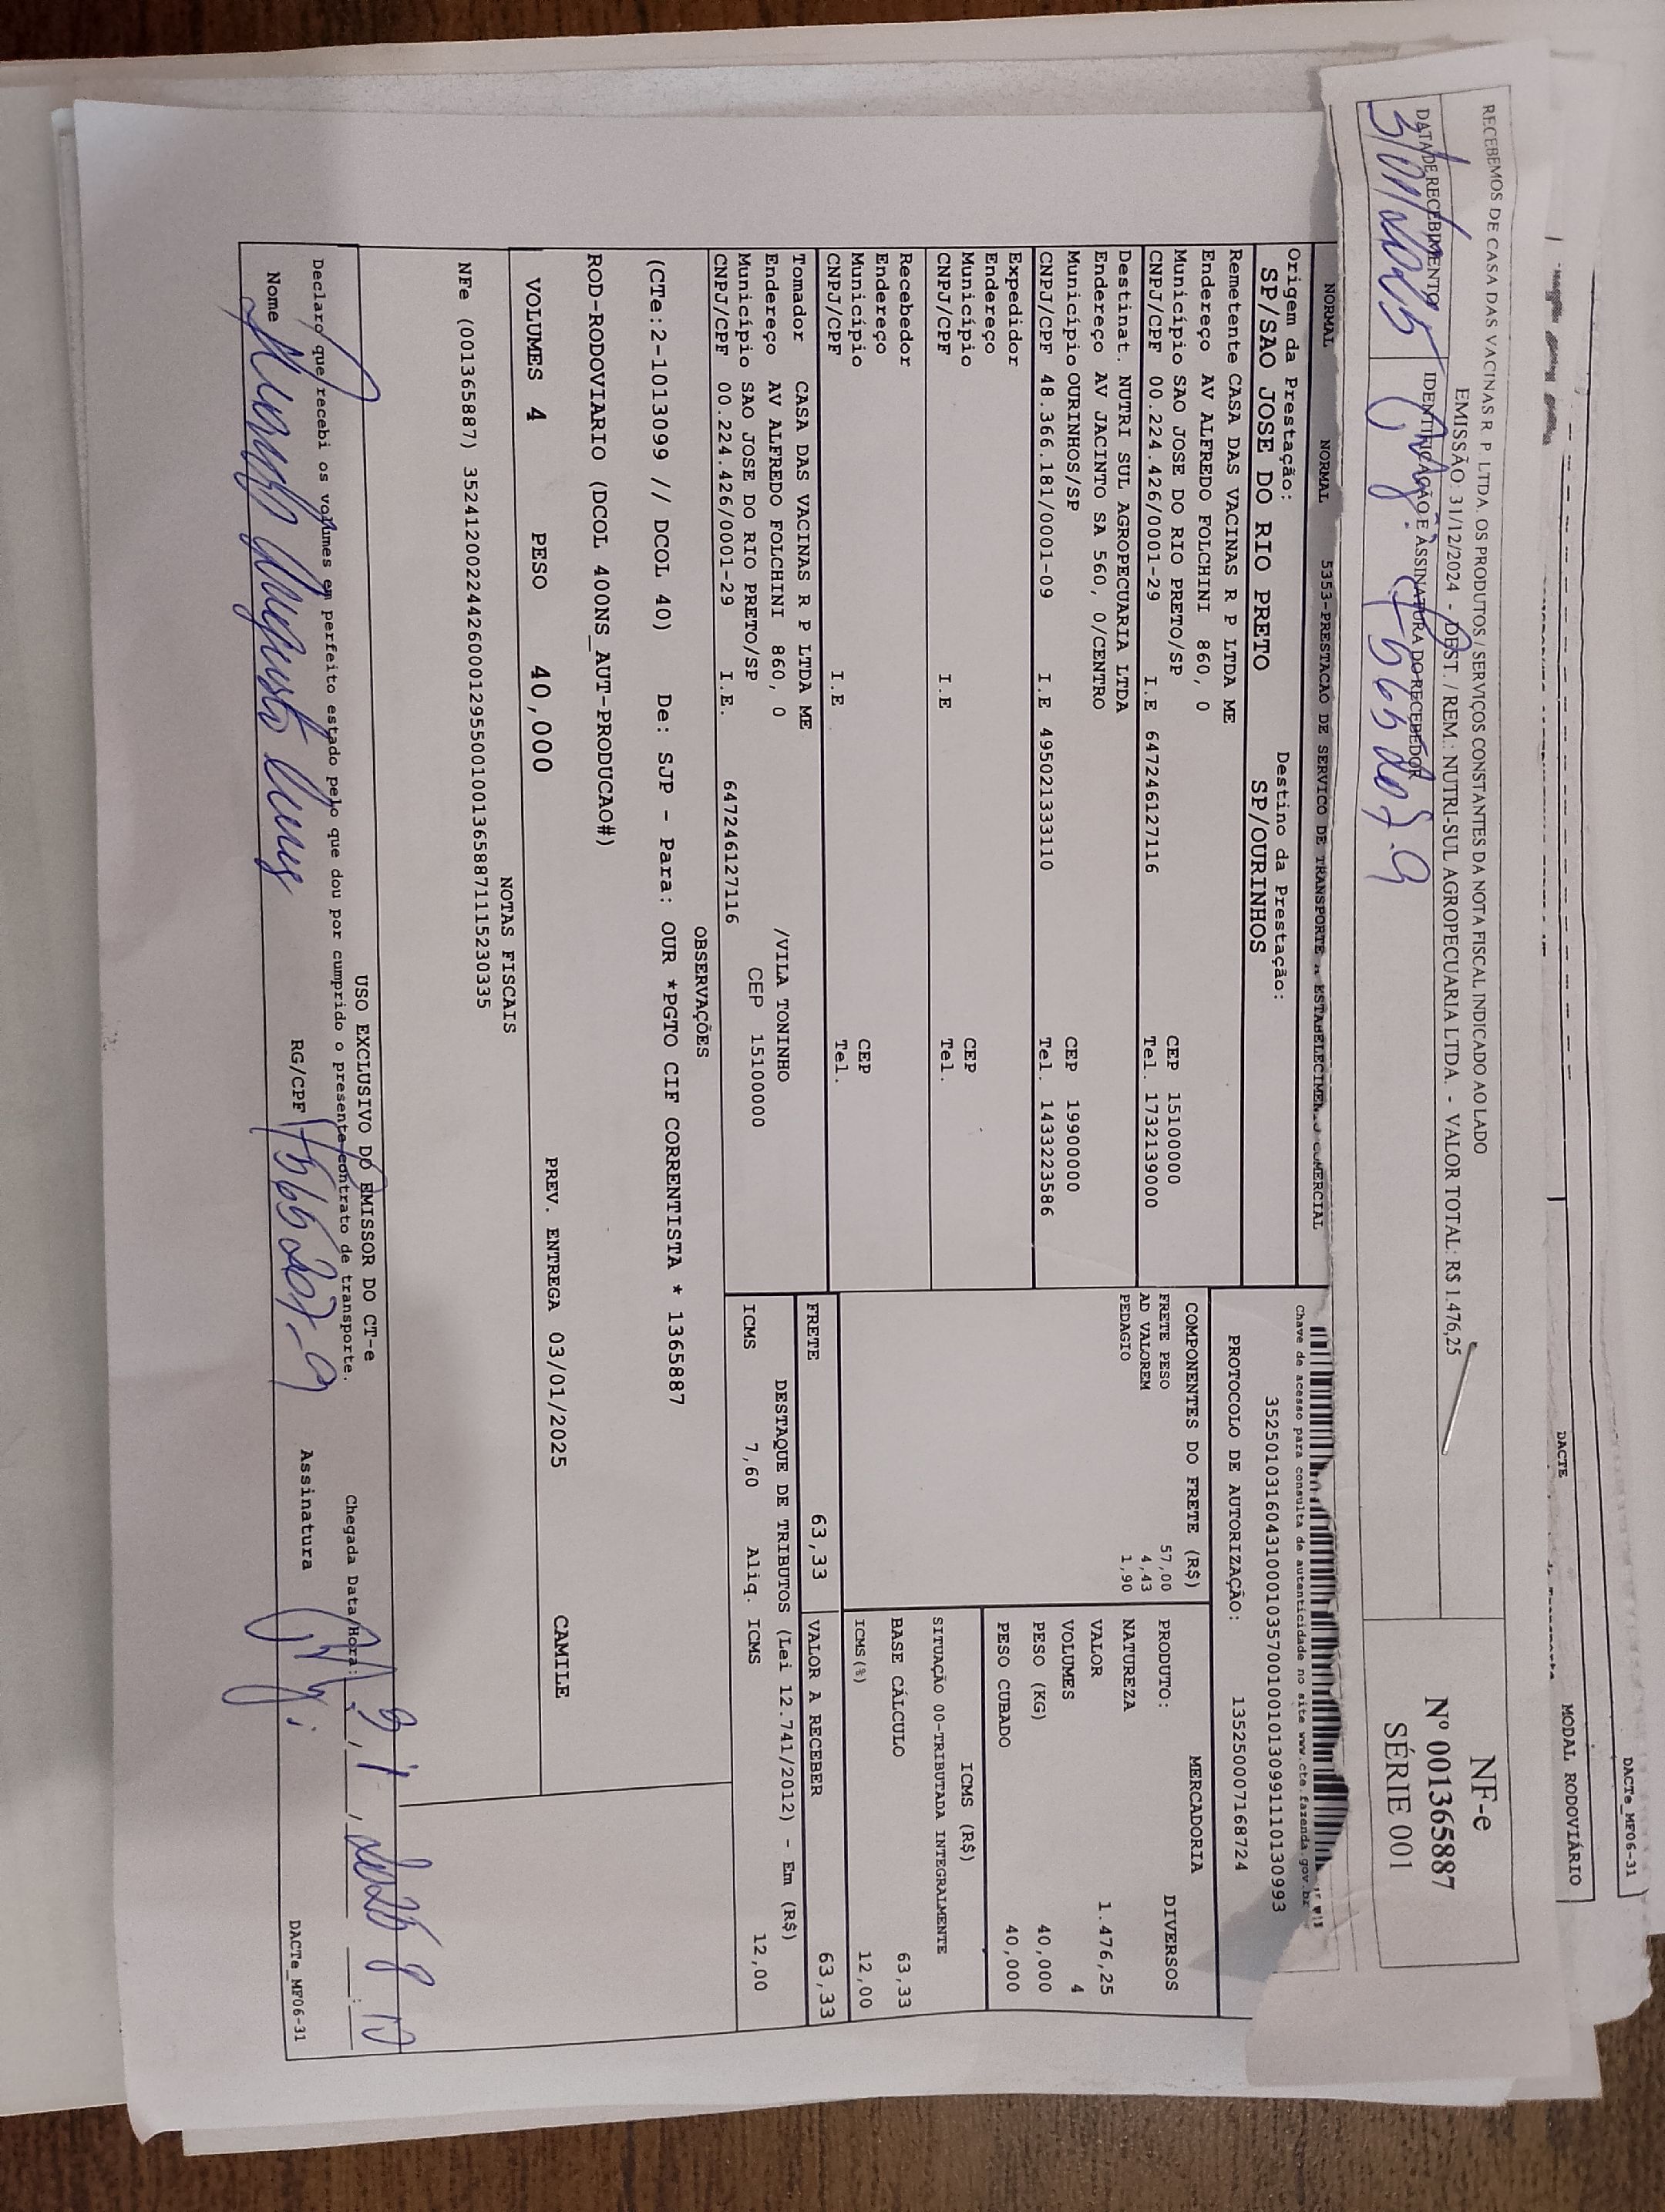 DACTe_MF06-31
DACTE
MODAL RODOVIÁRIO
RECEBEMOS DE CASA DAS VACINAS R. P. LTDA. OS PRODUTOS / SERVIÇOS CONSTANTES DA NOTA FISCAL INDICADO AO LADO
EMISSÃO: 31/12/2024 - DEST. / REM.: NUTRI-SUL AGROPECUARIA LTDA. - VALOR TOTAL: R$ 1.476,25
DATA DE RECEBIMENTO
IDENTIFICAÇÃO E ASSINATURA DO RECEBEDOR
NF-e
Nº 001365887
SÉRIE 001
NORMAL NORMAL 5353-PRESTACAO DE SERVICO DE TRANSPORTE
Chave de acesso para consulta de autenticidade no site www.cte.fazenda.gov.br
35250103160431000103570010010130991110130993
PROTOCOLO DE AUTORIZAÇÃO: 135250007168724
Origem da Prestação: Destino da Prestação:
SP/SAO JOSE DO RIO PRETO SP/OURINHOS
Remetente CASA DAS VACINAS R P LTDA ME
Endereço AV ALFREDO FOLCHINI 860, 0
Município SAO JOSE DO RIO PRETO/SP CEP 15100000
CNPJ/CPF 00.224.426/0001-29 I.E 647246127116 Tel. 1732139000
Destinat. NUTRI SUL AGROPECUARIA LTDA
Endereço AV JACINTO SA 560, 0/CENTRO
Município OURINHOS/SP CEP 19900000
CNPJ/CPF 48.366.181/0001-09 I.E 495021333110 Tel. 1433223586
Expedidor
Endereço
Município CEP
CNPJ/CPF I.E Tel.
Recebedor
Endereço
Município CEP
CNPJ/CPF I.E Tel.
Tomador CASA DAS VACINAS R P LTDA ME
Endereço AV ALFREDO FOLCHINI 860, 0 /VILA TONINHO
Município SAO JOSE DO RIO PRETO/SP CEP 15100000
CNPJ/CPF 00.224.426/0001-29 I.E. 647246127116
COMPONENTES DO FRETE (R$)
FRETE PESO 57,00
AD VALOREM 4,43
PEDAGIO 1,90
MERCADORIA
PRODUTO: DIVERSOS
NATUREZA
VALOR 1.476,25
VOLUMES 4
PESO (KG) 40,000
PESO CUBADO 40,000
ICMS (R$)
SITUAÇÃO 00-TRIBUTADA INTEGRALMENTE
BASE CÁLCULO 63,33
ICMS(%) 12,00
FRETE 63,33 VALOR A RECEBER 63,33
DESTAQUE DE TRIBUTOS (Lei 12.741/2012) - Em (R$)
ICMS 7,60 Aliq. ICMS 12,00
OBSERVAÇÕES
(CTe:2-1013099 // DCOL 40) De: SJP - Para: OUR *PGTO CIF CORRENTISTA * 1365887
ROD-RODOVIARIO (DCOL 400NS_AUT-PRODUCAO#)
VOLUMES 4 PESO 40,000 PREV. ENTREGA 03/01/2025 CAMILE
NOTAS FISCAIS
NFe (001365887) 35241200224426000129550010013658871115230335
USO EXCLUSIVO DO EMISSOR DO CT-e
Declaro que recebi os volumes em perfeito estado pelo que dou por cumprido o presente contrato de transporte.
Chegada Data/Hora:
Nome RG/CPF Assinatura
DACTe_MF06-31